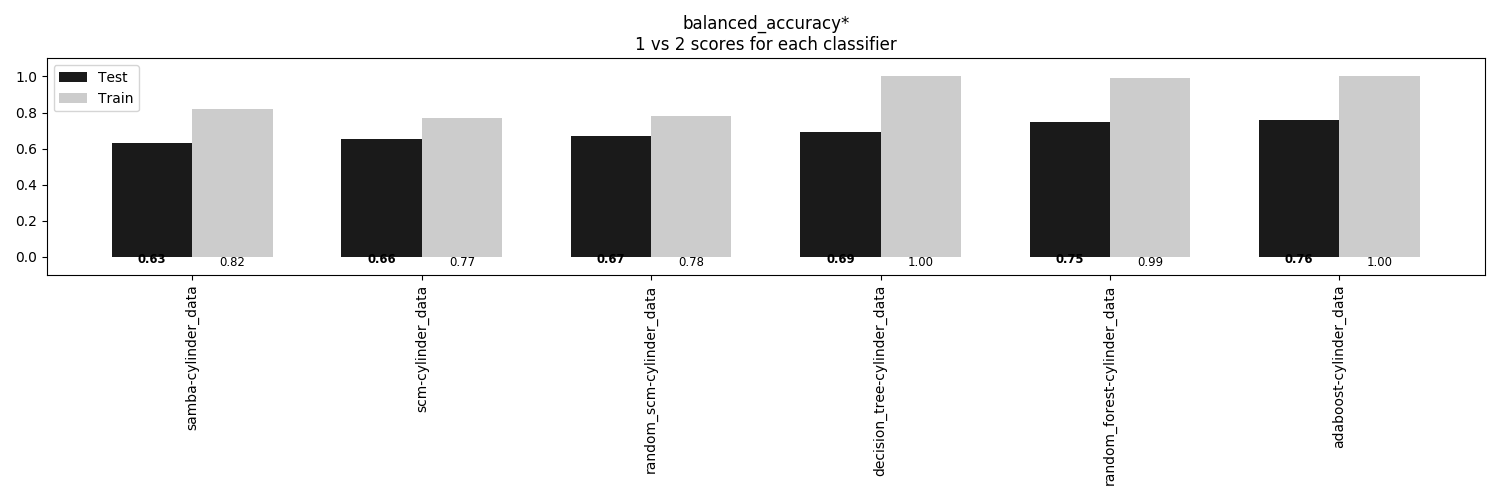 balanced_accuracy*
1 vs 2 scores for each classifier
Test
Train
1.0
0.8
0.6
0.4
0.2
0.0
0.63
0.82
0.66
0.77
0.67
0.78
0.69
1.00
0.75
0.99
0.76
1.00
samba-cylinder_data
scm-cylinder_data
random_scm-cylinder_data
decision_tree-cylinder_data
random_forest-cylinder_data
adaboost-cylinder_data